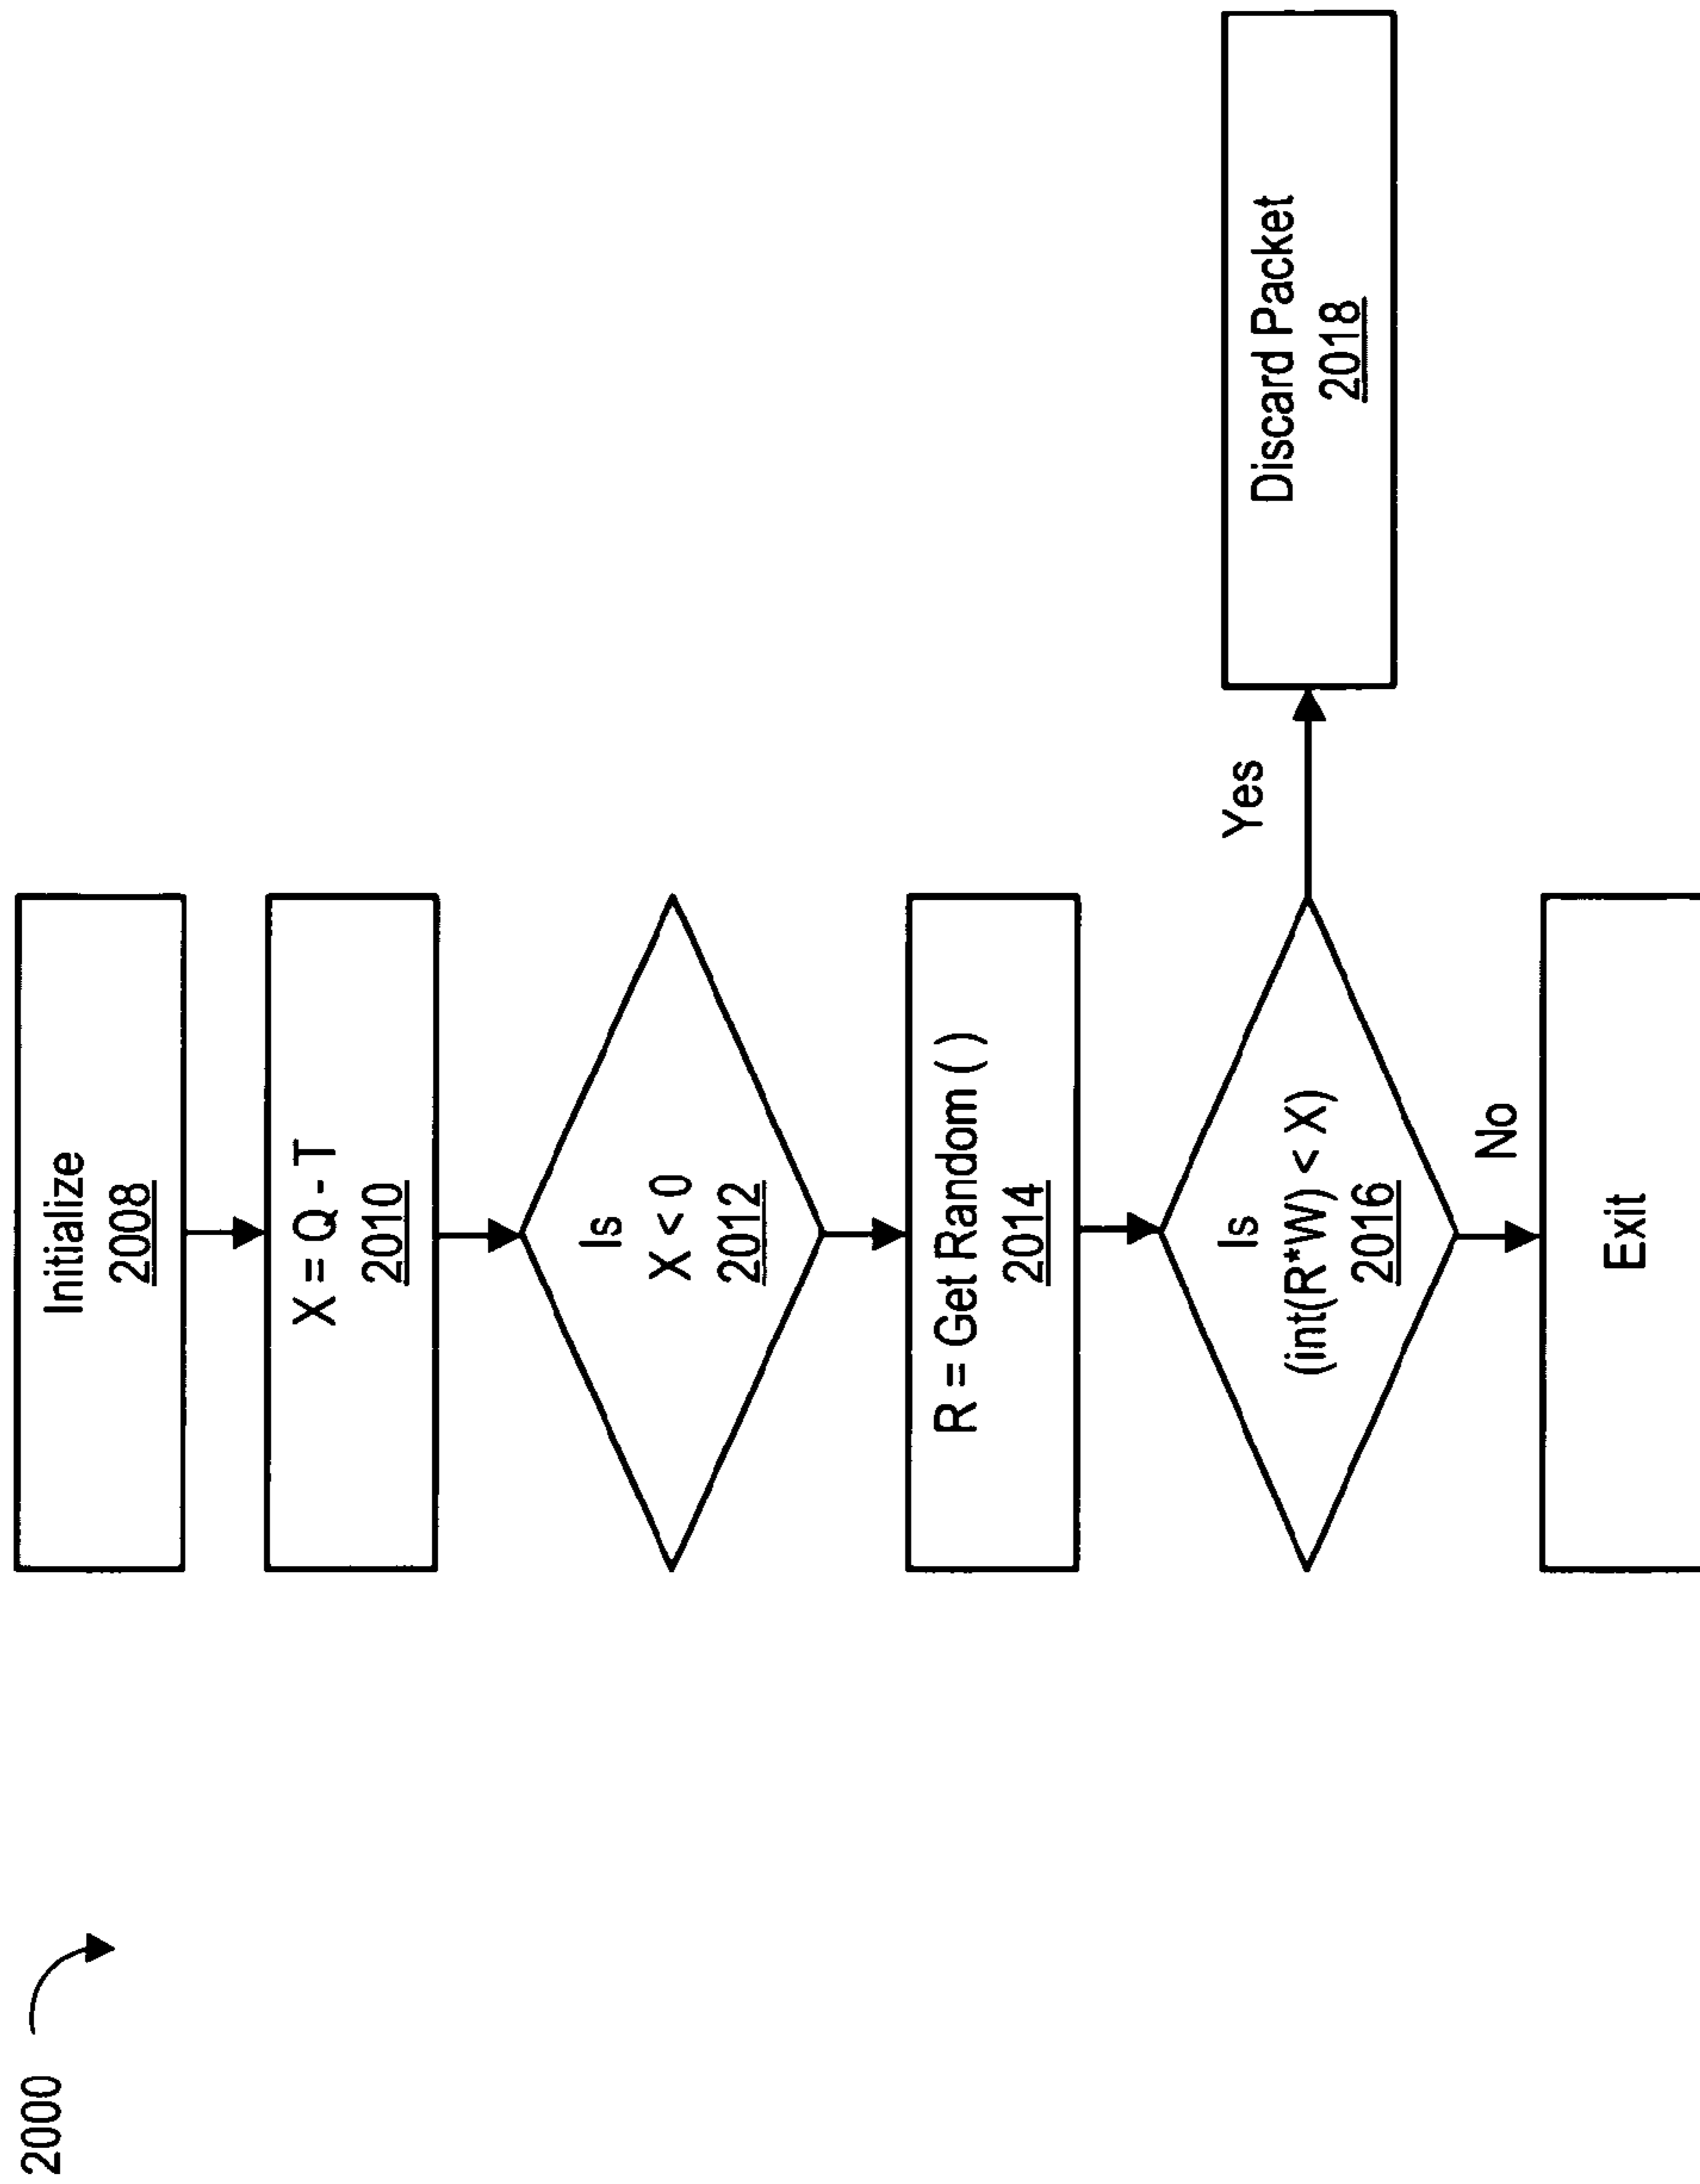 2000
Initialize
2008
X = Q - T
2010
Is
X < 0
2012
R = Get Random ( )
2014
Is
(int(R*W) < X)
2016
Yes
Discard Packet
2018
No
Exit